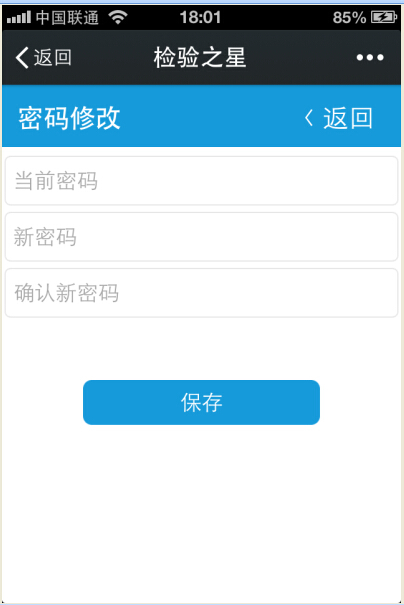 中国联通 18:01 85%
返回 检验之星
密码修改 返回
当前密码
新密码
确认新密码
保存